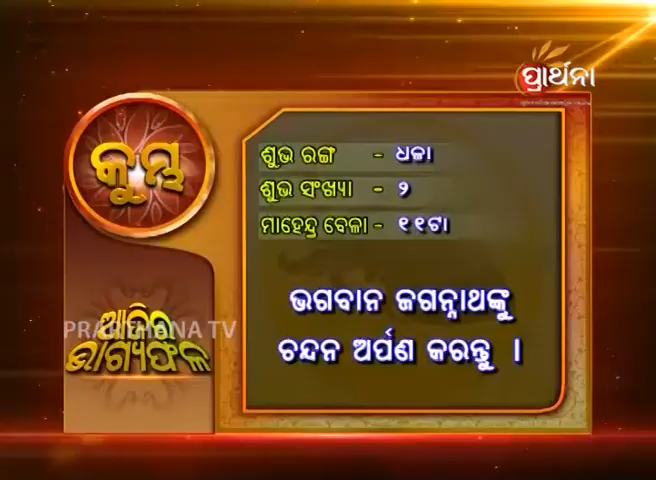 ପ୍ରାର୍ଥନା
କୁମ୍ଭ
ଶୁଭ ରଙ୍ଗ - ଧଳା
ଶୁଭ ସଂଖ୍ୟା - ୨
ମାହେନ୍ଦ୍ର ବେଳା - ୧୧ଟା
ଭଗବାନ ଜଗନ୍ନାଥଙ୍କୁ
ଚନ୍ଦନ ଅର୍ପଣ କରନ୍ତୁ ।
ଆଜିର
PRARTHANA TV
ଭାଗ୍ୟଫଳ